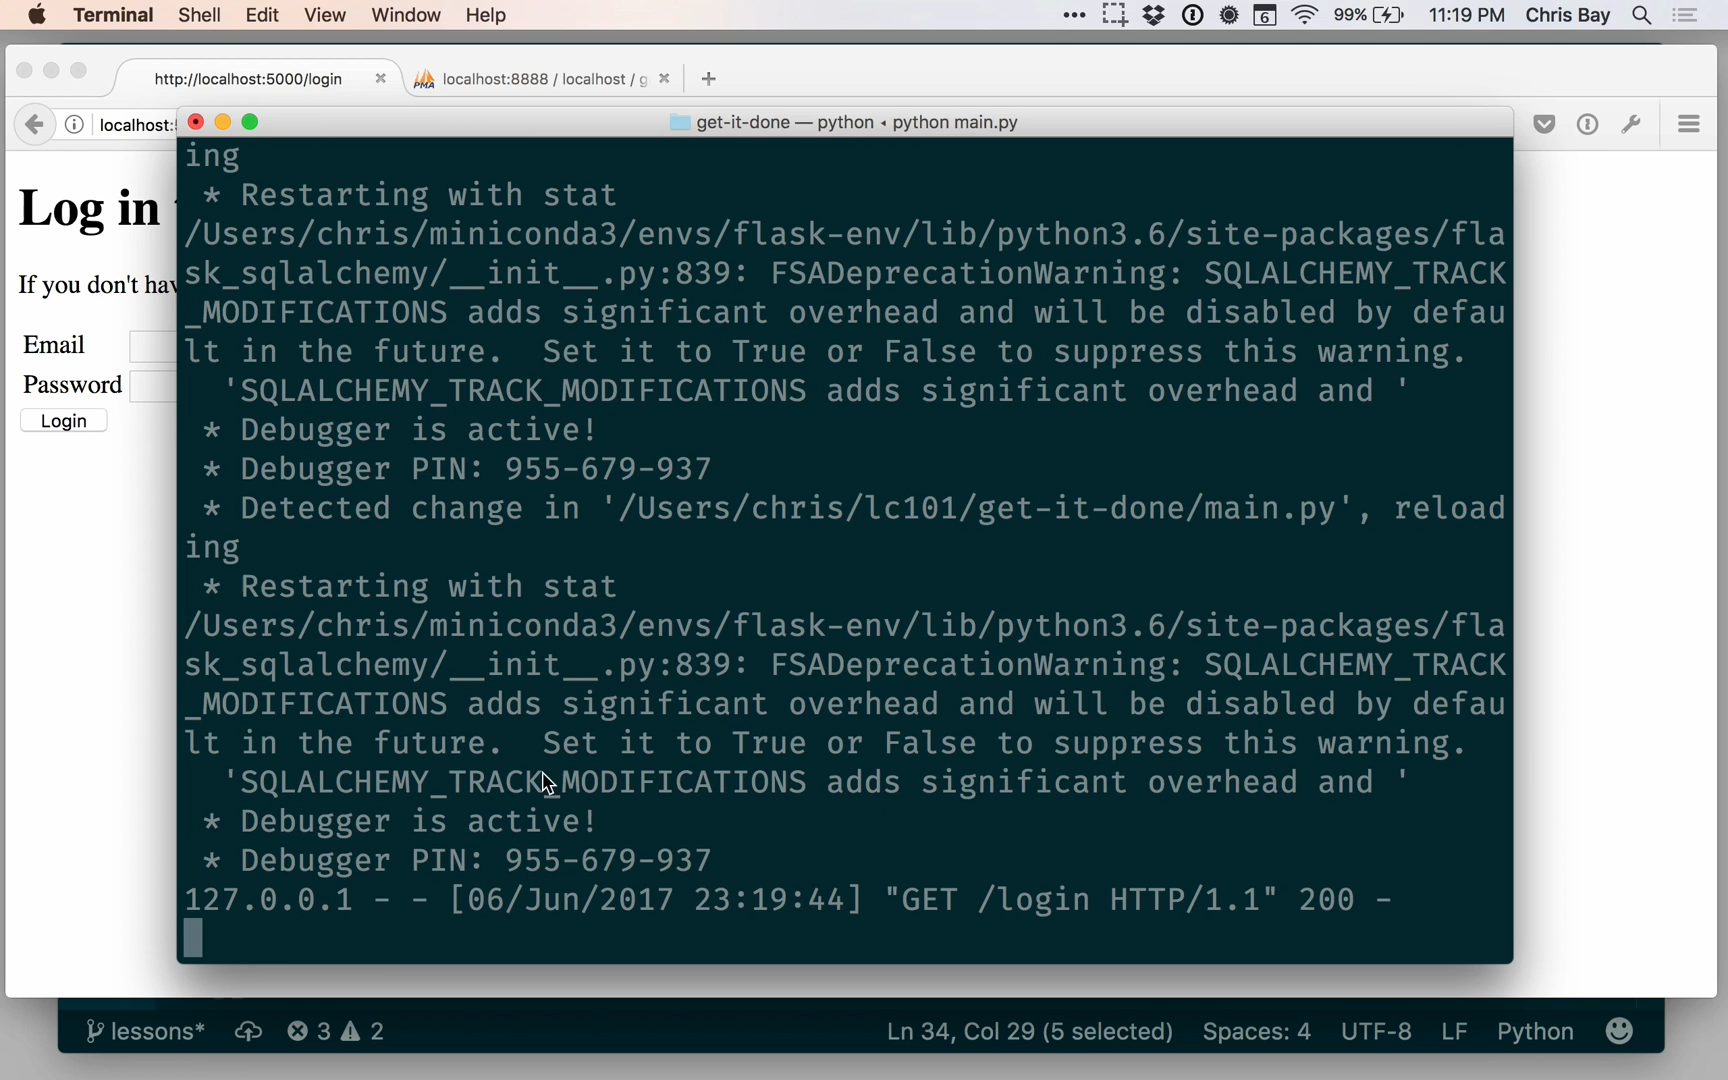 Terminal Shell Edit View Window Help 6 99% 11:19 PM Chris Bay
http://localhost:5000/login
PMA localhost:8888 / localhost / g
localhost:
get-it-done — python ◂ python main.py
Log in
If you don't hav
Email
Password
Login
ing
 * Restarting with stat
/Users/chris/miniconda3/envs/flask-env/lib/python3.6/site-packages/fla
sk_sqlalchemy/__init__.py:839: FSADeprecationWarning: SQLALCHEMY_TRACK
_MODIFICATIONS adds significant overhead and will be disabled by defau
lt in the future.  Set it to True or False to suppress this warning.
  'SQLALCHEMY_TRACK_MODIFICATIONS adds significant overhead and '
 * Debugger is active!
 * Debugger PIN: 955-679-937
 * Detected change in '/Users/chris/lc101/get-it-done/main.py', reload
ing
 * Restarting with stat
/Users/chris/miniconda3/envs/flask-env/lib/python3.6/site-packages/fla
sk_sqlalchemy/__init__.py:839: FSADeprecationWarning: SQLALCHEMY_TRACK
_MODIFICATIONS adds significant overhead and will be disabled by defau
lt in the future.  Set it to True or False to suppress this warning.
  'SQLALCHEMY_TRACK_MODIFICATIONS adds significant overhead and '
 * Debugger is active!
 * Debugger PIN: 955-679-937
127.0.0.1 - - [06/Jun/2017 23:19:44] "GET /login HTTP/1.1" 200 -
lessons* 3 2 Ln 34, Col 29 (5 selected) Spaces: 4 UTF-8 LF Python